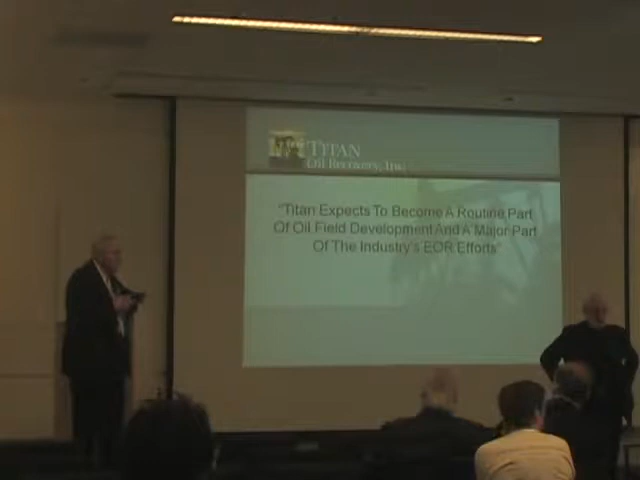 TITAN
Oil Recovery, Inc.
"Titan Expects To Become A Routine Part
Of Oil Field Development And A Major Part
Of The Industry's EOR Efforts"